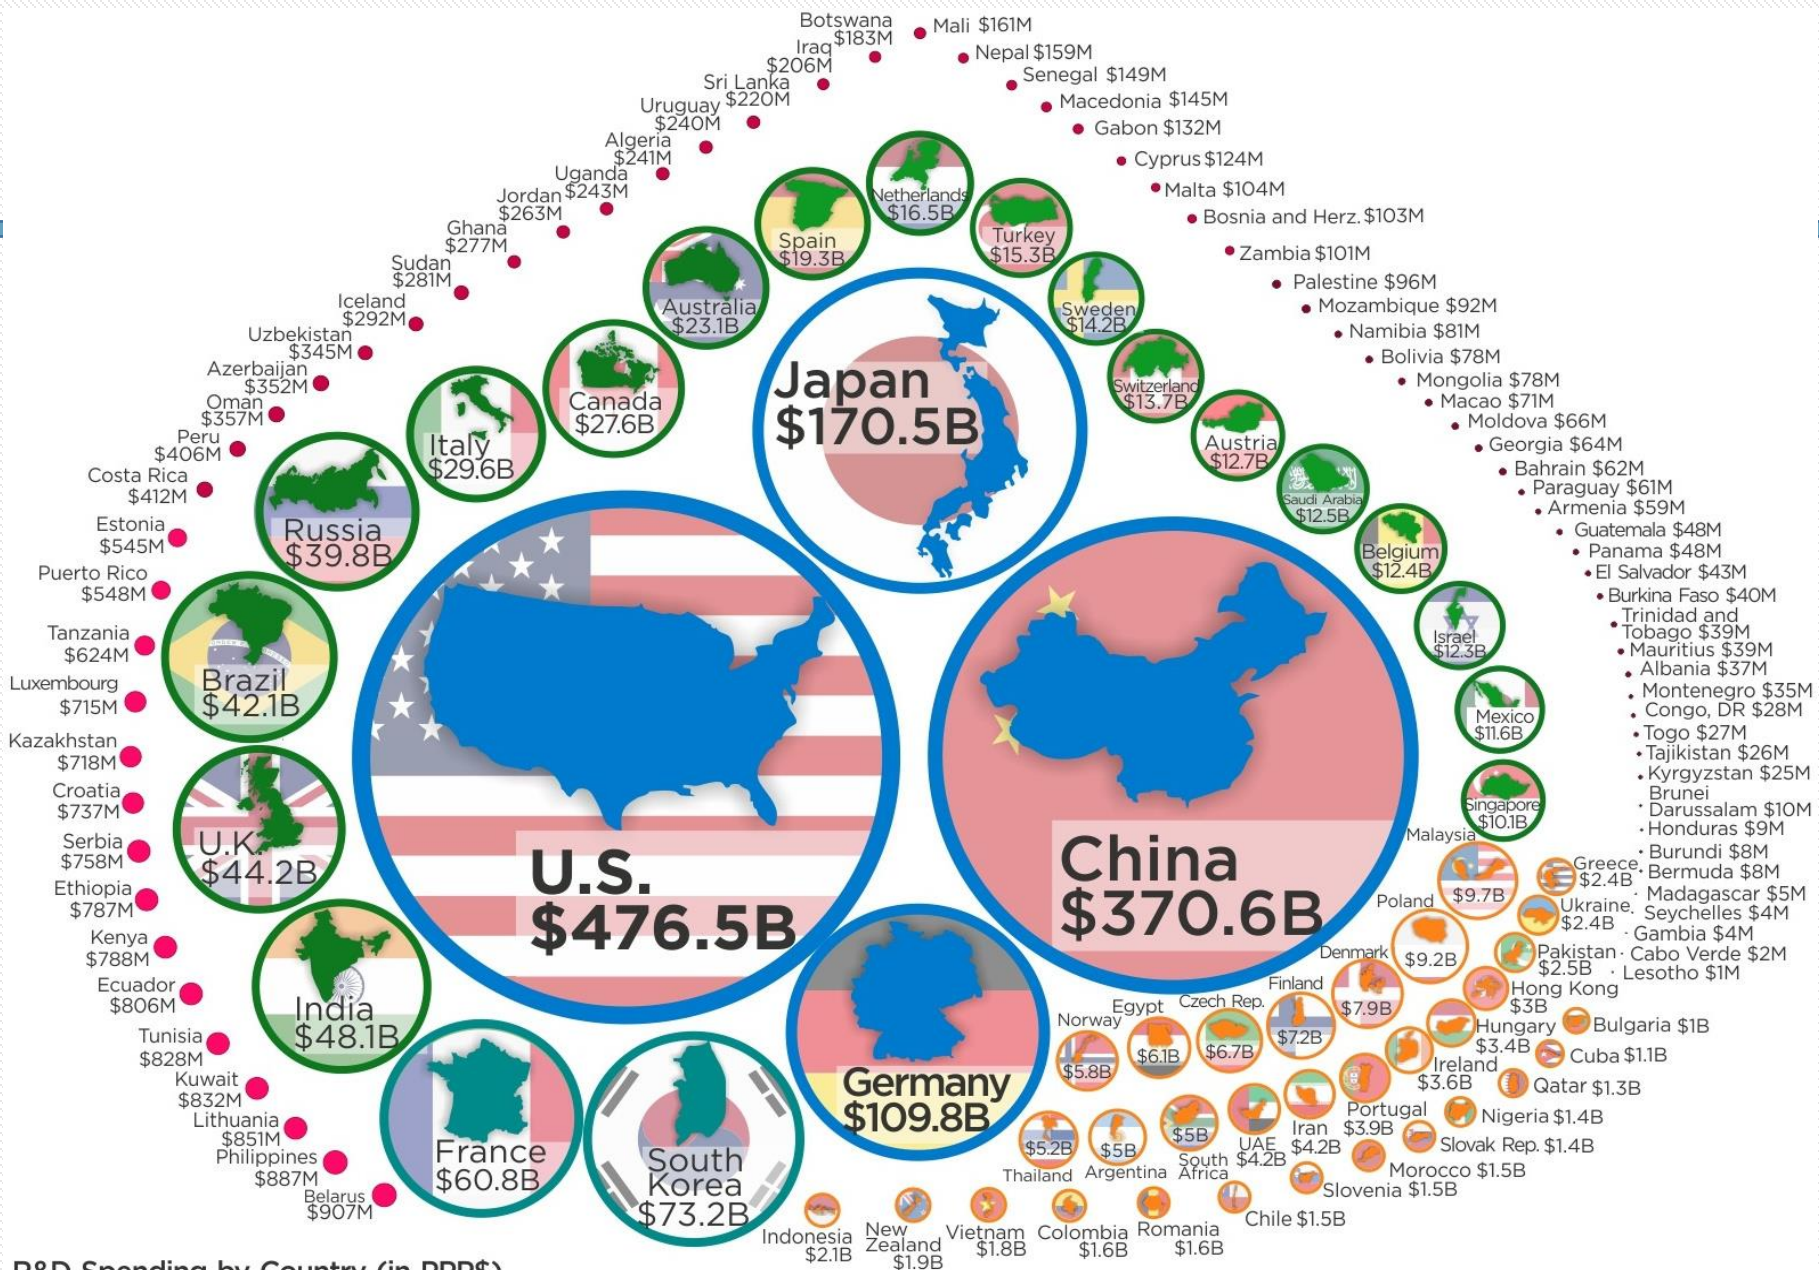 Botswana
$183M
Iraq
$206M
Sri Lanka
$220M
Uruguay
$240M
Algeria
$241M
Uganda
$243M
Jordan
$263M
Ghana
$277M
Sudan
$281M
Iceland
$292M
Uzbekistan
$345M
Azerbaijan
$352M
Oman
$357M
Peru
$406M
Costa Rica
$412M
Estonia
$545M
Puerto Rico
$548M
Tanzania
$624M
Luxembourg
$715M
Kazakhstan
$718M
Croatia
$737M
Serbia
$758M
Ethiopia
$787M
Kenya
$788M
Ecuador
$806M
Tunisia
$828M
Kuwait
$832M
Lithuania
$851M
Philippines
$887M
Belarus
$907M
Mali $161M
Nepal $159M
Senegal $149M
Macedonia $145M
Gabon $132M
Cyprus $124M
Malta $104M
Bosnia and Herz. $103M
Zambia $101M
Palestine $96M
Mozambique $92M
Namibia $81M
Bolivia $78M
Mongolia $78M
Macao $71M
Moldova $66M
Georgia $64M
Bahrain $62M
Paraguay $61M
Armenia $59M
Guatemala $48M
Panama $48M
El Salvador $43M
Burkina Faso $40M
Trinidad and
Tobago $39M
Mauritius $39M
Albania $37M
Montenegro $35M
Congo, DR $28M
Togo $27M
Tajikistan $26M
Kyrgyzstan $25M
Brunei
Darussalam $10M
Honduras $9M
Burundi $8M
Bermuda $8M
Madagascar $5M
Seychelles $4M
Gambia $4M
Cabo Verde $2M
Lesotho $1M
Netherlands
$16.5B
Spain
$19.3B
Turkey
$15.3B
Australia
$23.1B
Sweden
$14.2B
Canada
$27.6B
Switzerland
$13.7B
Italy
$29.6B
Austria
$12.7B
Russia
$39.8B
Saudi Arabia
$12.5B
Belgium
$12.4B
Brazil
$42.1B
Israel
$12.3B
U.K.
$44.2B
Mexico
$11.6B
India
$48.1B
Singapore
$10.1B
France
$60.8B
South
Korea
$73.2B
Japan
$170.5B
U.S.
$476.5B
China
$370.6B
Germany
$109.8B
Malaysia
$9.7B
Greece
$2.4B
Poland
$9.2B
Ukraine
$2.4B
Denmark
$7.9B
Pakistan
$2.5B
Finland
$7.2B
Hong Kong
$3B
Czech Rep.
$6.7B
Egypt
$6.1B
Norway
$5.8B
Hungary
$3.4B
Bulgaria $1B
Ireland
$3.6B
Cuba $1.1B
Portugal
$3.9B
Qatar $1.3B
Iran
$4.2B
Nigeria $1.4B
UAE
$4.2B
Slovak Rep. $1.4B
South
Africa
$5B
Morocco $1.5B
Argentina
$5B
Slovenia $1.5B
Thailand
$5.2B
Chile $1.5B
Indonesia
$2.1B
New
Zealand
$1.9B
Vietnam
$1.8B
Colombia
$1.6B
Romania
$1.6B
R&D Spending by Country (in PPP$)